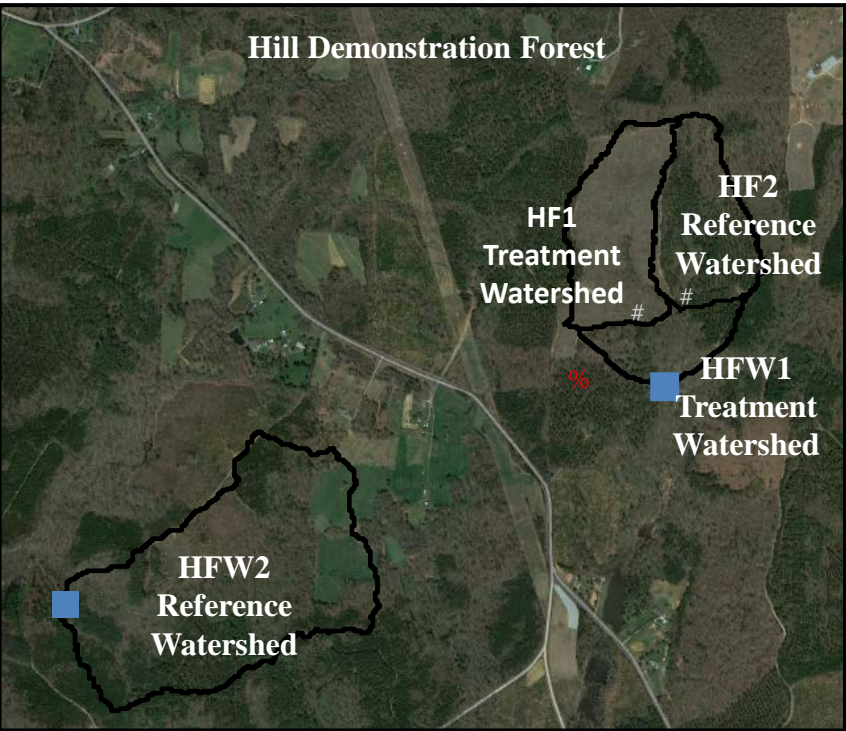 Hill Demonstration Forest
HF1
Treatment
Watershed
HF2
Reference
Watershed
#
#
%
HFW1
Treatment
Watershed
HFW2
Reference
Watershed